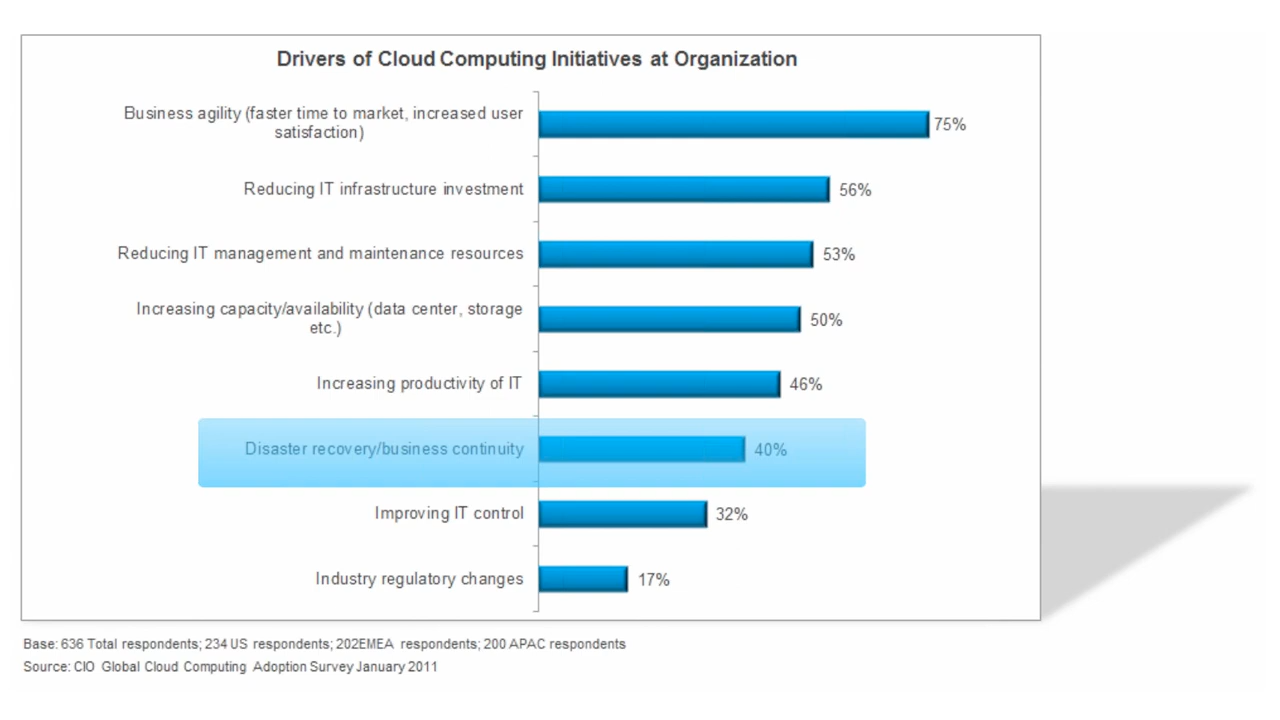 Drivers of Cloud Computing Initiatives at Organization
Business agility (faster time to market, increased user
satisfaction)
75%
Reducing IT infrastructure investment
56%
Reducing IT management and maintenance resources
53%
Increasing capacity/availability (data center, storage
etc.)
50%
Increasing productivity of IT
46%
Disaster recovery/business continuity
40%
Improving IT control
32%
Industry regulatory changes
17%
Base: 636 Total respondents; 234 US respondents; 202EMEA respondents; 200 APAC respondents
Source: CIO Global Cloud Computing Adoption Survey January 2011